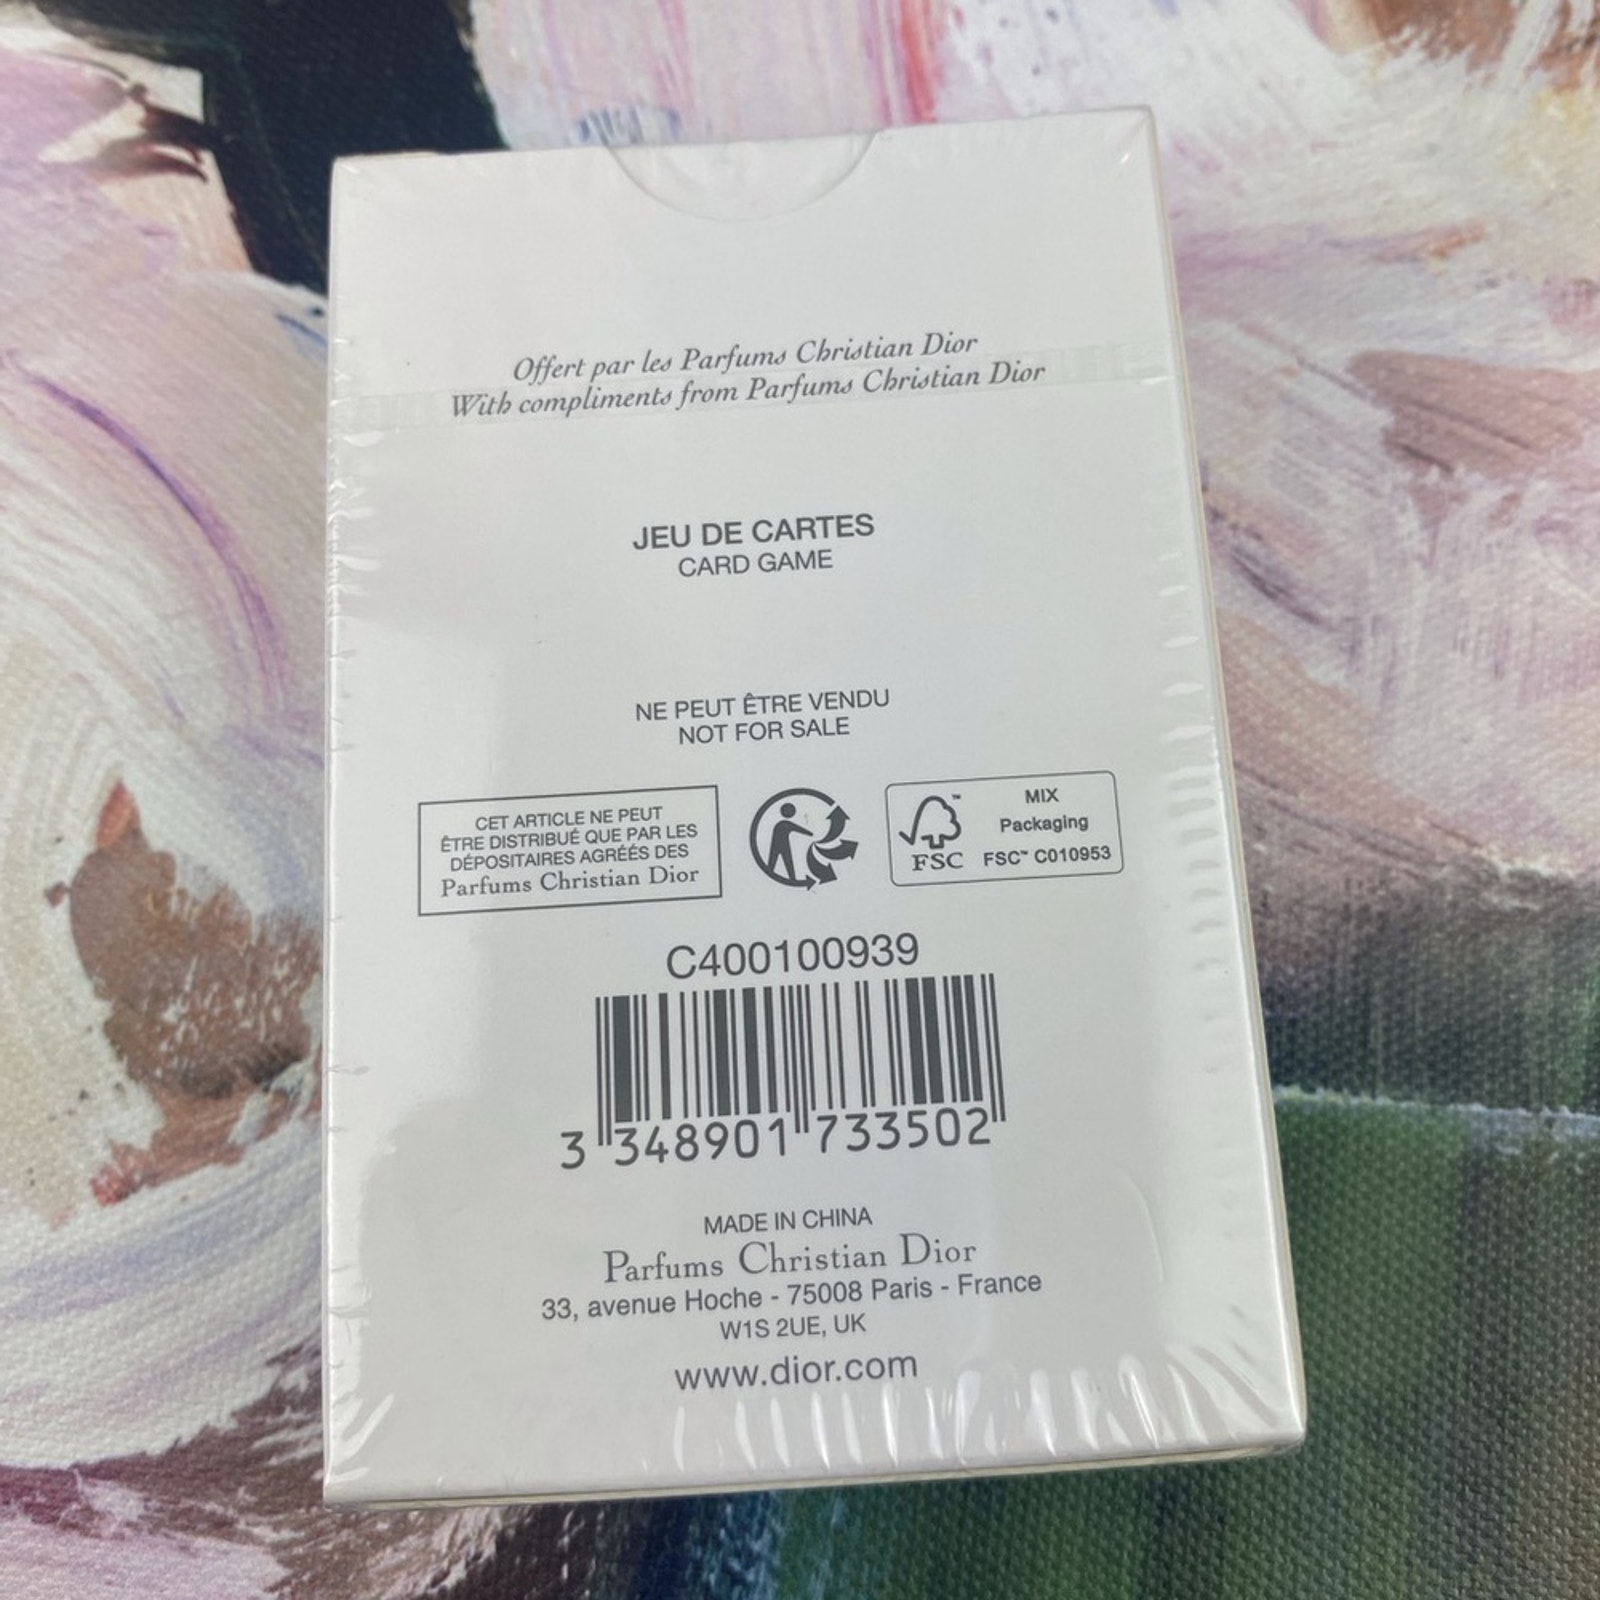 Offert par les Parfums Christian Dior
With compliments from Parfums Christian Dior
JEU DE CARTES
CARD GAME
NE PEUT ÊTRE VENDU
NOT FOR SALE
CET ARTICLE NE PEUT
ÊTRE DISTRIBUÉ QUE PAR LES
DÉPOSITAIRES AGRÉÉS DES
Parfums Christian Dior
FSC™
MIX
Packaging
FSC™ C010953
C400100939
3 348901 733502
MADE IN CHINA
Parfums Christian Dior
33, avenue Hoche - 75008 Paris - France
W1S 2UE, UK
www.dior.com